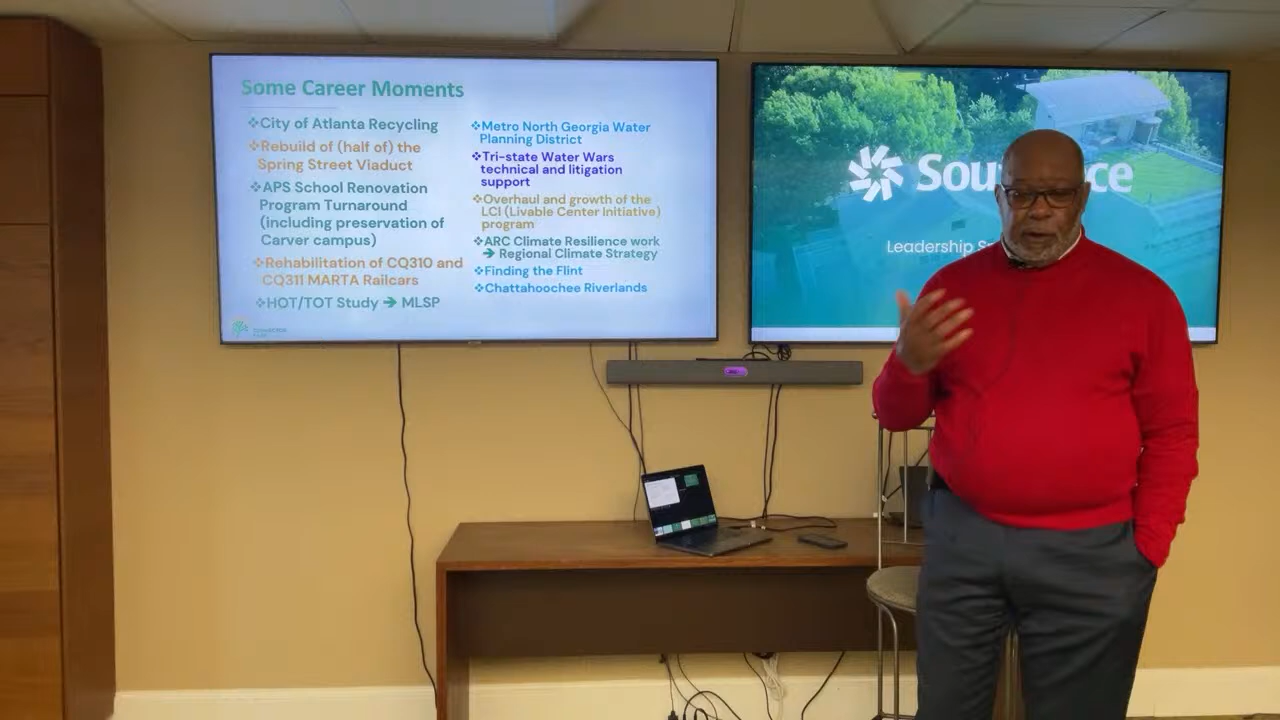 Some Career Moments
❖City of Atlanta Recycling
❖Rebuild of (half of) the
Spring Street Viaduct
❖APS School Renovation
Program Turnaround
(including preservation of
Carver campus)
❖Rehabilitation of CQ310 and
CQ311 MARTA Railcars
❖HOT/TOT Study ➔ MLSP
❖Metro North Georgia Water
Planning District
❖Tri-state Water Wars
technical and litigation
support
❖Overhaul and growth of the
LCI (Livable Center Initiative)
program
❖ARC Climate Resilience work
➔ Regional Climate Strategy
❖Finding the Flint
❖Chattahoochee Riverlands
Sou ce
Leadership S